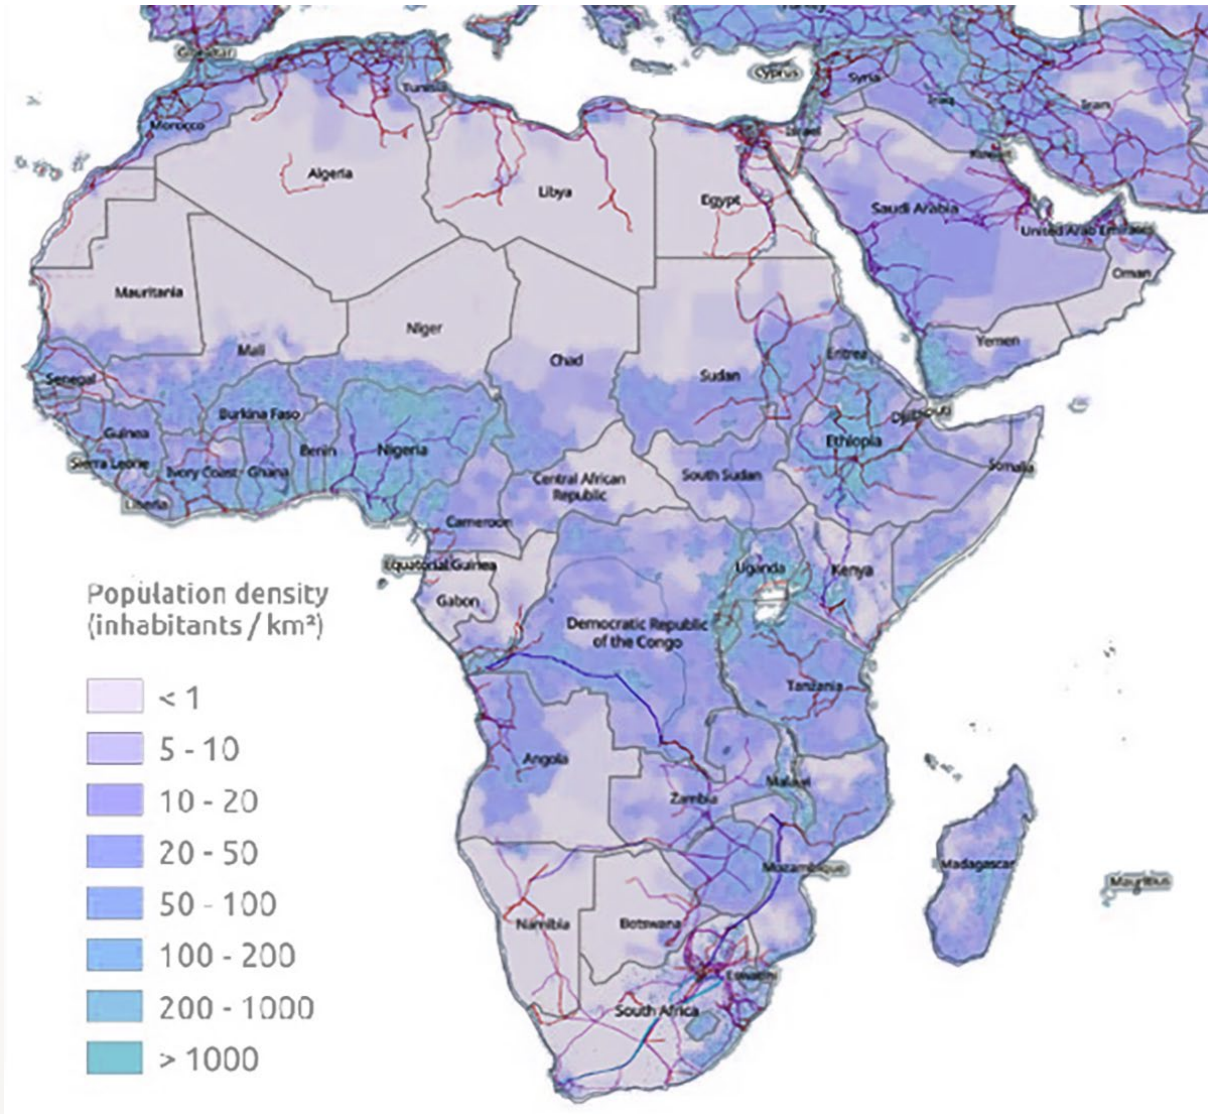 Gibraltar
Cyprus
Syria
Tunisia
Iraq
Iran
Morocco
Israel
Kuwait
Algeria
Libya
Egypt
Saudi Arabia
United Arab Emirates
Oman
Mauritania
Niger
Mali
Chad
Sudan
Eritrea
Yemen
Senegal
Burkina Faso
Djibouti
Guinea
Benin
Nigeria
Ethiopia
Sierra Leone
Ivory Coast
Ghana
South Sudan
Somalia
Central African
Republic
Liberia
Cameroon
Equatorial Guinea
Uganda
Kenya
Gabon
Democratic Republic
of the Congo
Tanzania
Angola
Malawi
Zambia
Mozambique
Madagascar
Mauritius
Namibia
Botswana
Eswatini
South Africa
Population density
(inhabitants / km²)
< 1
5 - 10
10 - 20
20 - 50
50 - 100
100 - 200
200 - 1000
> 1000